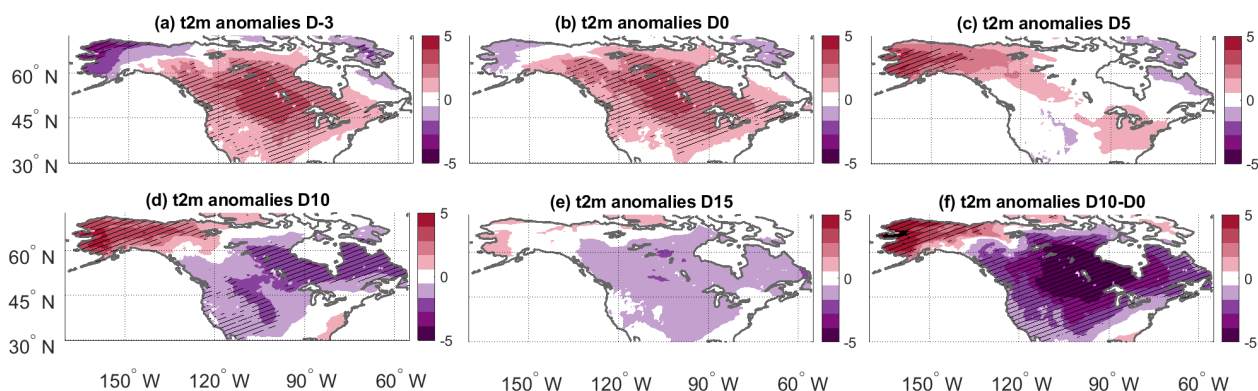 (a) t2m anomalies D-3
(b) t2m anomalies D0
(c) t2m anomalies D5
60° N
45° N
30° N
5
0
-5
5
0
-5
5
0
-5
(d) t2m anomalies D10
(e) t2m anomalies D15
(f) t2m anomalies D10-D0
60° N
45° N
30° N
5
0
-5
5
0
-5
5
0
-5
150° W 120° W 90° W 60° W
150° W 120° W 90° W 60° W
150° W 120° W 90° W 60° W